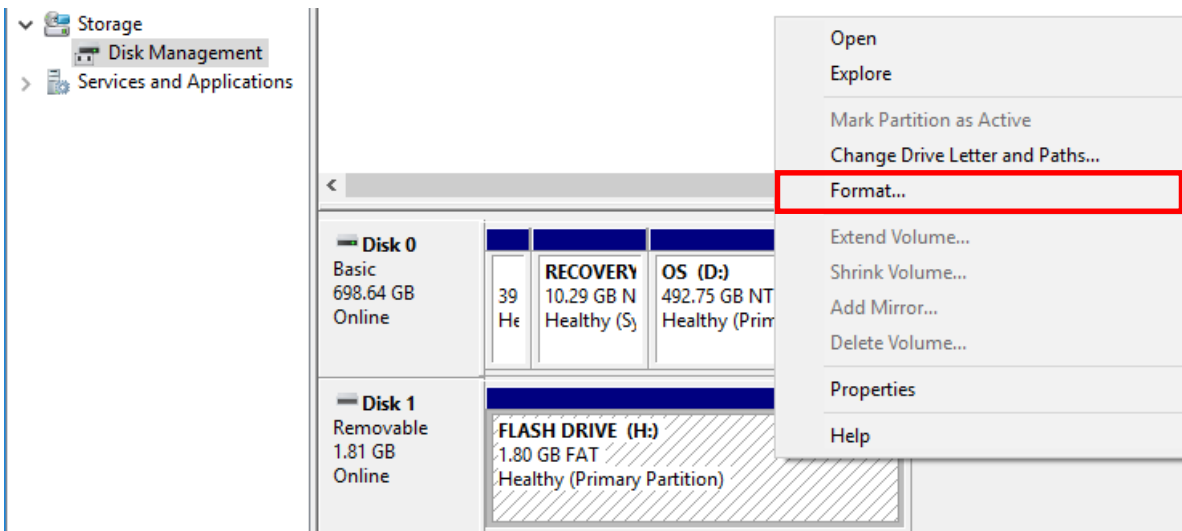 Storage
Disk Management
Services and Applications
Open
Explore
Mark Partition as Active
Change Drive Letter and Paths...
Format...
Extend Volume...
Shrink Volume...
Add Mirror...
Delete Volume...
Properties
Help
Disk 0
Basic
698.64 GB
Online
39
He
RECOVERY
10.29 GB N
Healthy (Sy
OS (D:)
492.75 GB NT
Healthy (Prim
Disk 1
Removable
1.81 GB
Online
FLASH DRIVE (H:)
1.80 GB FAT
Healthy (Primary Partition)